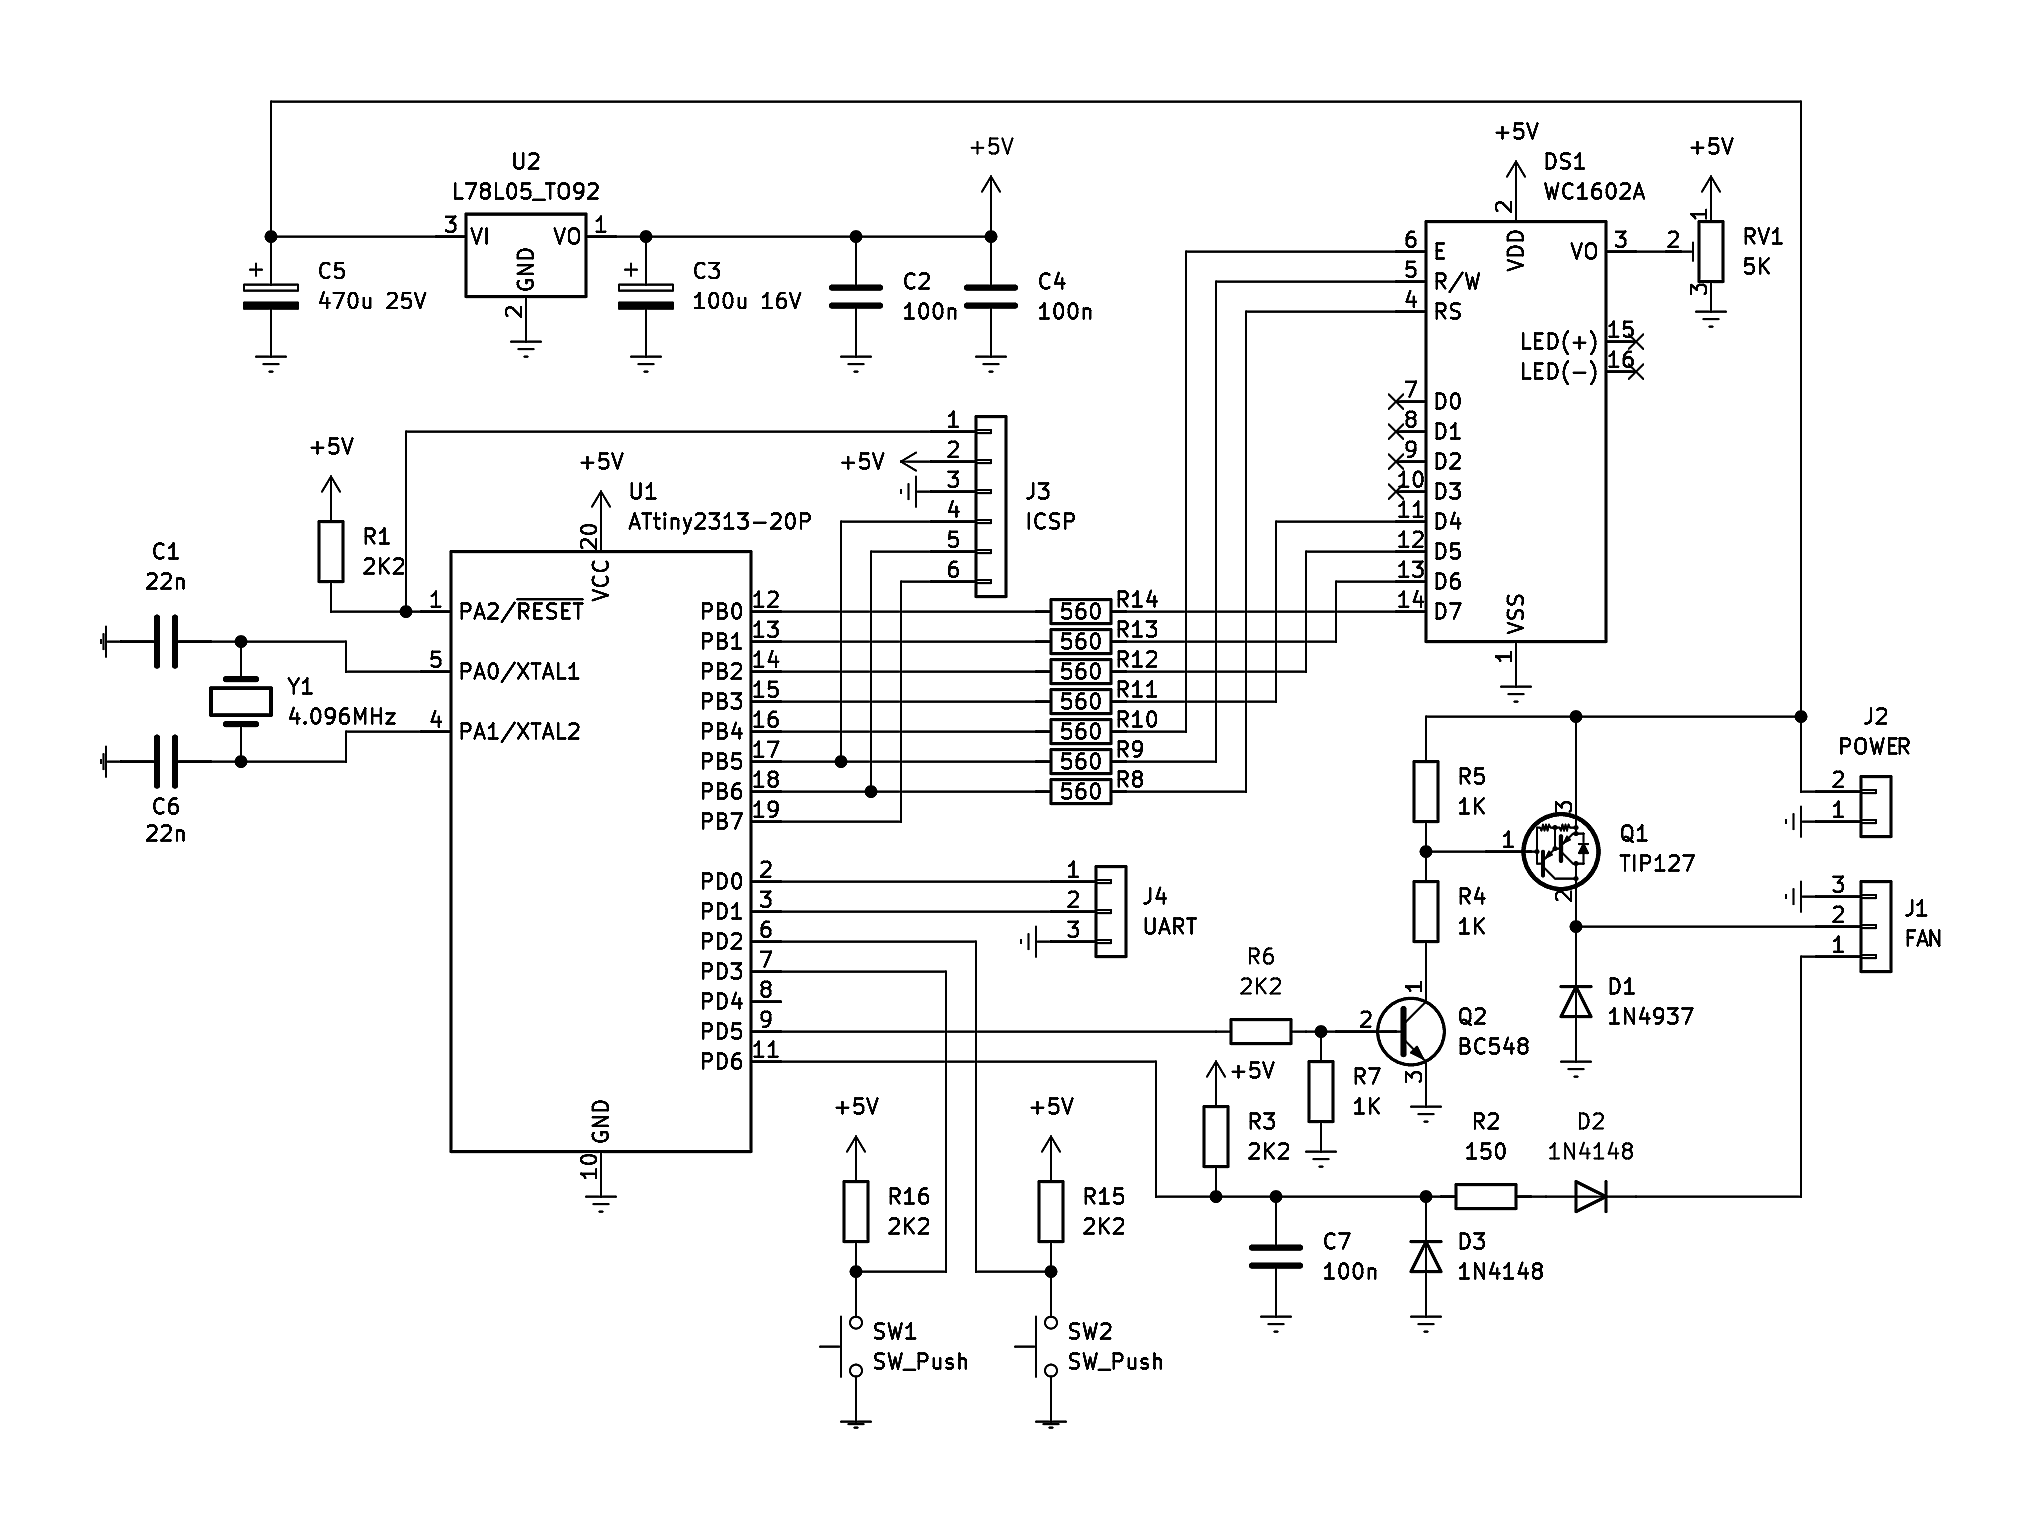 +5V
U2
L78L05_TO92
3 VI VO 1
GND
2
+
C5
470u 25V
+
C3
100u 16V
C2
100n
C4
100n
+5V
DS1
WC1602A
+5V
2
VDD
6 E
5 R/W
4 RS
VO 3
2
1
3
RV1
5K
LED(+) 15
LED(-) 16
7 D0
8 D1
9 D2
10 D3
11 D4
12 D5
13 D6
14 D7
VSS
1
+5V
R1
2K2
+5V
U1
ATtiny2313-20P
20
VCC
1
2
3
4
5
6
+5V
J3
ICSP
C1
22n
Y1
4.096MHz
C6
22n
1 PA2/RESET
5 PA0/XTAL1
4 PA1/XTAL2
PB0 12
PB1 13
PB2 14
PB3 15
PB4 16
PB5 17
PB6 18
PB7 19
560 R14
560 R13
560 R12
560 R11
560 R10
560 R9
560 R8
PD0 2
PD1 3
PD2 6
PD3 7
PD4 8
PD5 9
PD6 11
GND
10
1
2
3
J4
UART
J2
POWER
2
1
R5
1K
R4
1K
1
3
2
Q1
TIP127
3
2
1
J1
FAN
D1
1N4937
R6
2K2
2
1
3
Q2
BC548
R7
1K
+5V
R3
2K2
R2
150
D2
1N4148
C7
100n
D3
1N4148
+5V
R16
2K2
+5V
R15
2K2
SW1
SW_Push
SW2
SW_Push